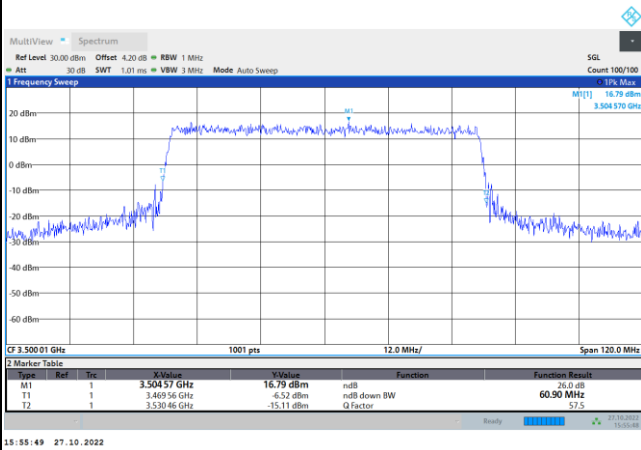 MultiView Spectrum
Ref Level 30.00 dBm Offset 4.20 dB RBW 1 MHz SGL
Att 30 dB SWT 1.01 ms VBW 3 MHz Mode Auto Sweep Count 100/100
1 Frequency Sweep 1Pk Max
M1[1] 16.79 dBm
3.504 570 GHz
20 dBm
M1
10 dBm
0 dBm
T1
-10 dBm
T2
-20 dBm
-30 dBm
-40 dBm
-50 dBm
-60 dBm
CF 3.500 01 GHz 1001 pts 12.0 MHz/ Span 120.0 MHz
2 Marker Table
Type Ref Trc X-Value Y-Value Function Function Result
M1 1 3.504 57 GHz 16.79 dBm ndB 26.0 dB
T1 1 3.469 56 GHz -6.52 dBm ndB down BW 60.90 MHz
T2 1 3.530 46 GHz -15.11 dBm Q Factor 57.5
Ready 27.10.2022
15:55:48
15:55:49 27.10.2022